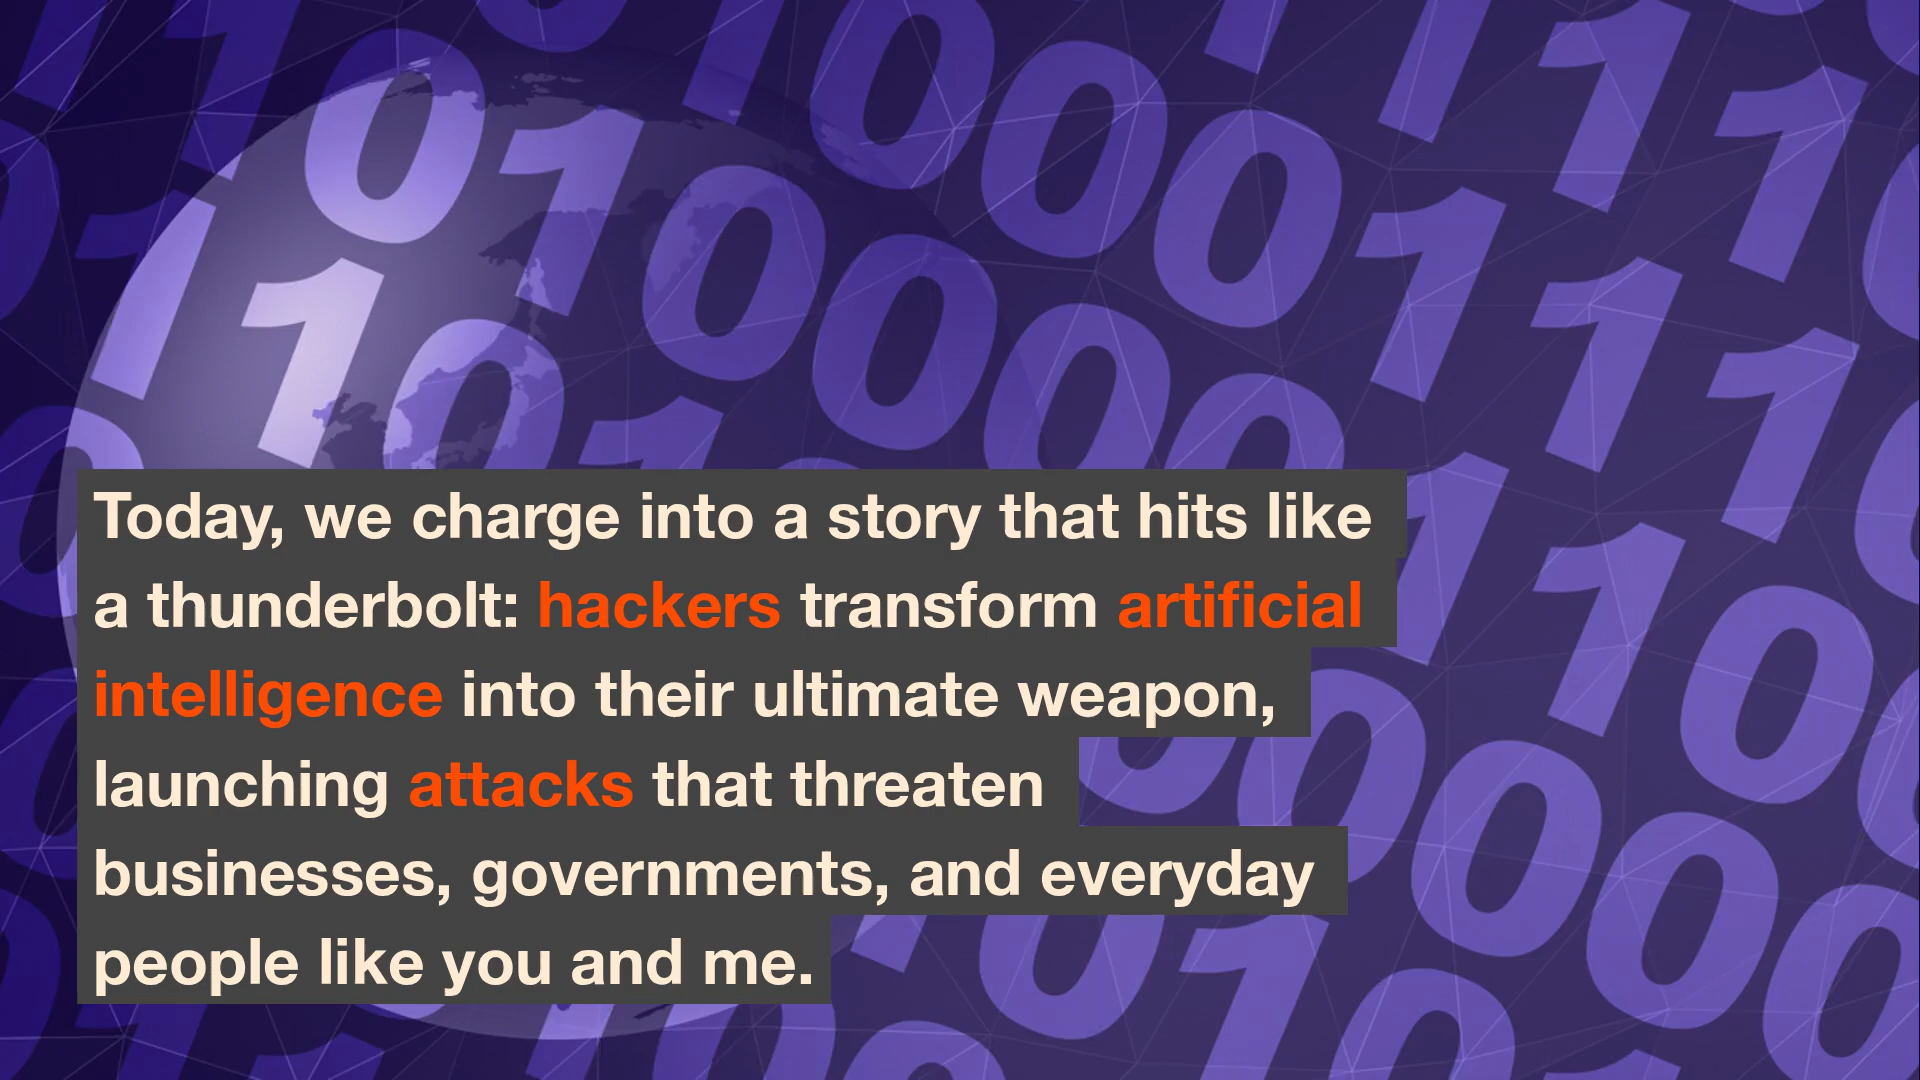 Today, we charge into a story that hits like
a thunderbolt: hackers transform artificial
intelligence into their ultimate weapon,
launching attacks that threaten
businesses, governments, and everyday
people like you and me.